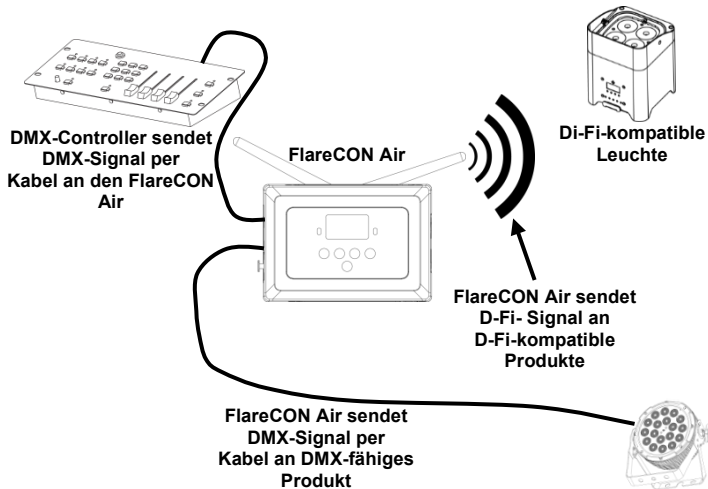 DMX-Controller sendet
DMX-Signal per
Kabel an den FlareCON
Air
FlareCON Air
Di-Fi-kompatible
Leuchte
FlareCON Air sendet
D-Fi- Signal an
D-Fi-kompatible
Produkte
FlareCON Air sendet
DMX-Signal per
Kabel an DMX-fähiges
Produkt